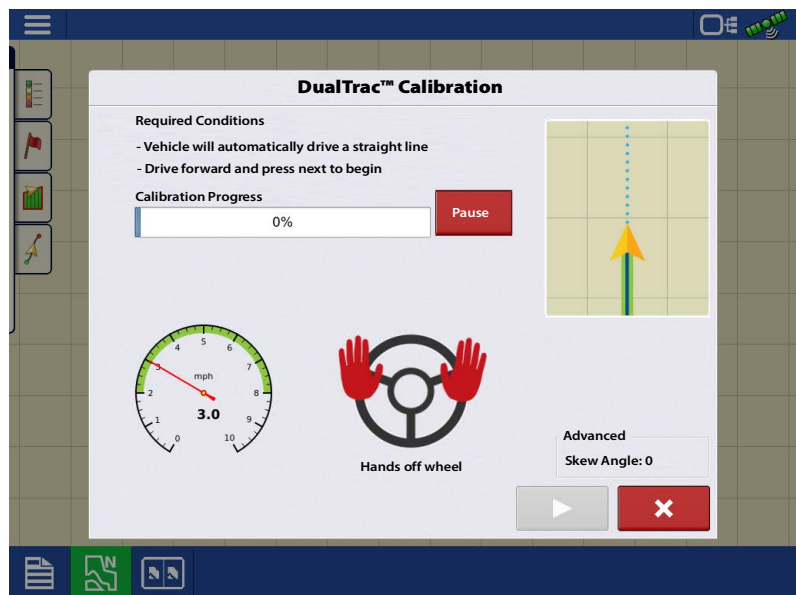 DualTrac™ Calibration
Required Conditions
- Vehicle will automatically drive a straight line
- Drive forward and press next to begin
Calibration Progress
0%
Pause
4 5 6
3 7
mph
2 8
3.0
1 9
0 10
Hands off wheel
Advanced
Skew Angle: 0
N